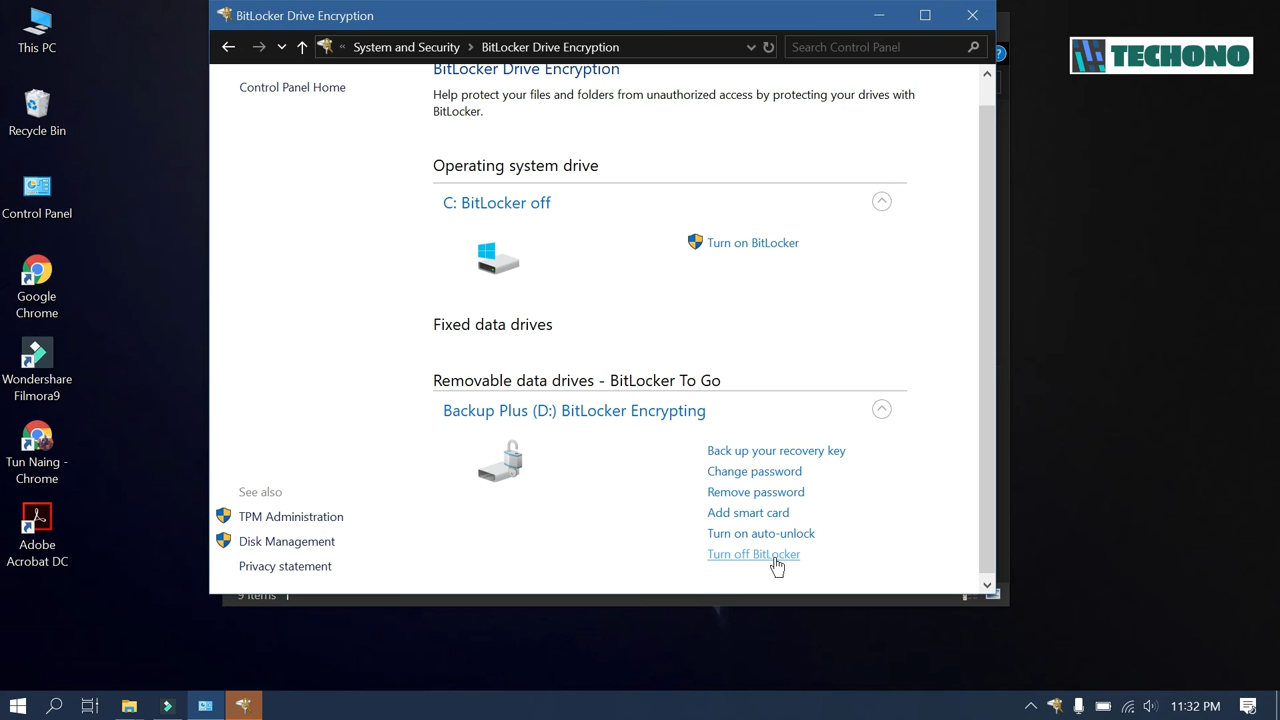 BitLocker Drive Encryption
This PC
TECHONO
« System and Security > BitLocker Drive Encryption
Search Control Panel
Control Panel Home
BitLocker Drive Encryption
Help protect your files and folders from unauthorized access by protecting your drives with
BitLocker.
Recycle Bin
Operating system drive
C: BitLocker off
Control Panel
Turn on BitLocker
Google
Chrome
Fixed data drives
Wondershare
Filmora9
Removable data drives - BitLocker To Go
Backup Plus (D:) BitLocker Encrypting
Tun Naing -
Chrome
Back up your recovery key
Change password
Remove password
Add smart card
Turn on auto-unlock
Turn off BitLocker
See also
TPM Administration
Disk Management
Privacy statement
Adobe
Acrobat DC
9 items
11:32 PM